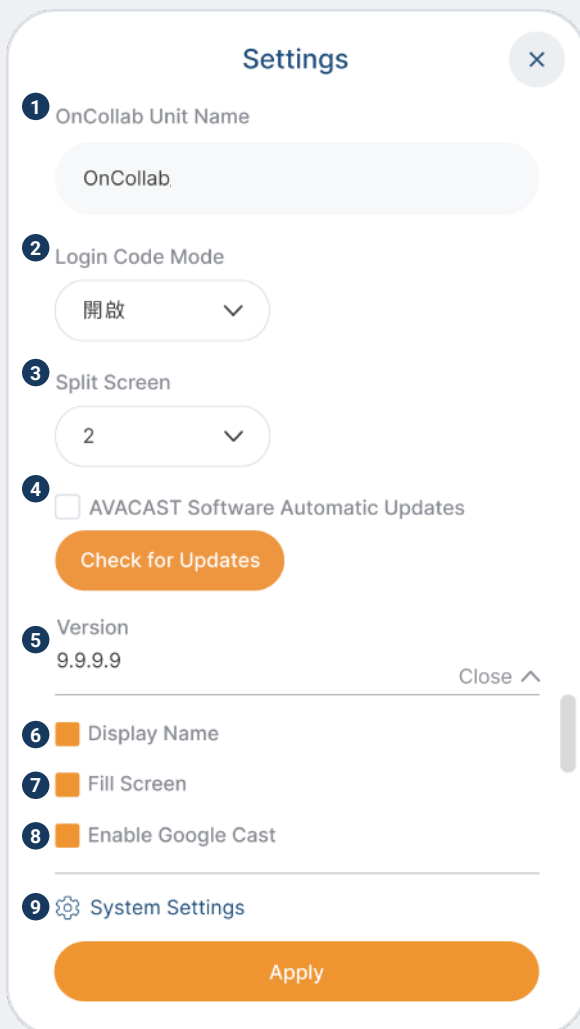 Settings
1 OnCollab Unit Name
OnCollab
2 Login Code Mode
開啟
3 Split Screen
2
4 AVACAST Software Automatic Updates
Check for Updates
5 Version
9.9.9.9
Close
6 Display Name
7 Fill Screen
8 Enable Google Cast
9 System Settings
Apply